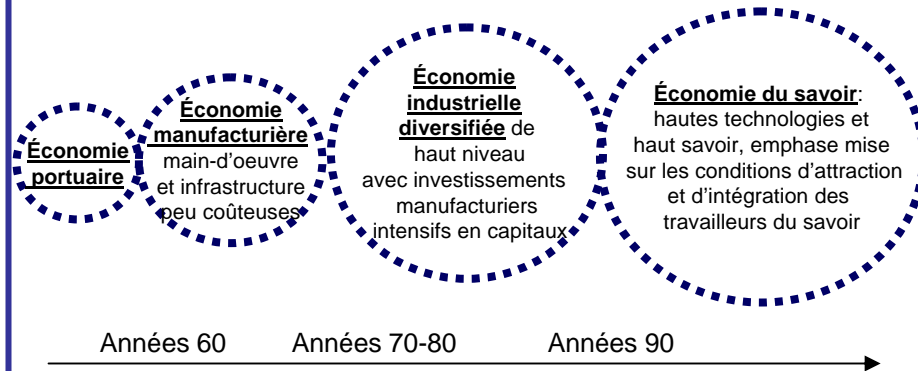 Économie
portuaire
Économie
manufacturière
main-d'oeuvre
et infrastructure
peu coûteuses
Économie
industrielle
diversifiée de
haut niveau
avec investissements
manufacturiers
intensifs en capitaux
Économie du savoir:
hautes technologies et
haut savoir, emphase mise
sur les conditions d'attraction
et d'intégration des
travailleurs du savoir
Années 60
Années 70-80
Années 90